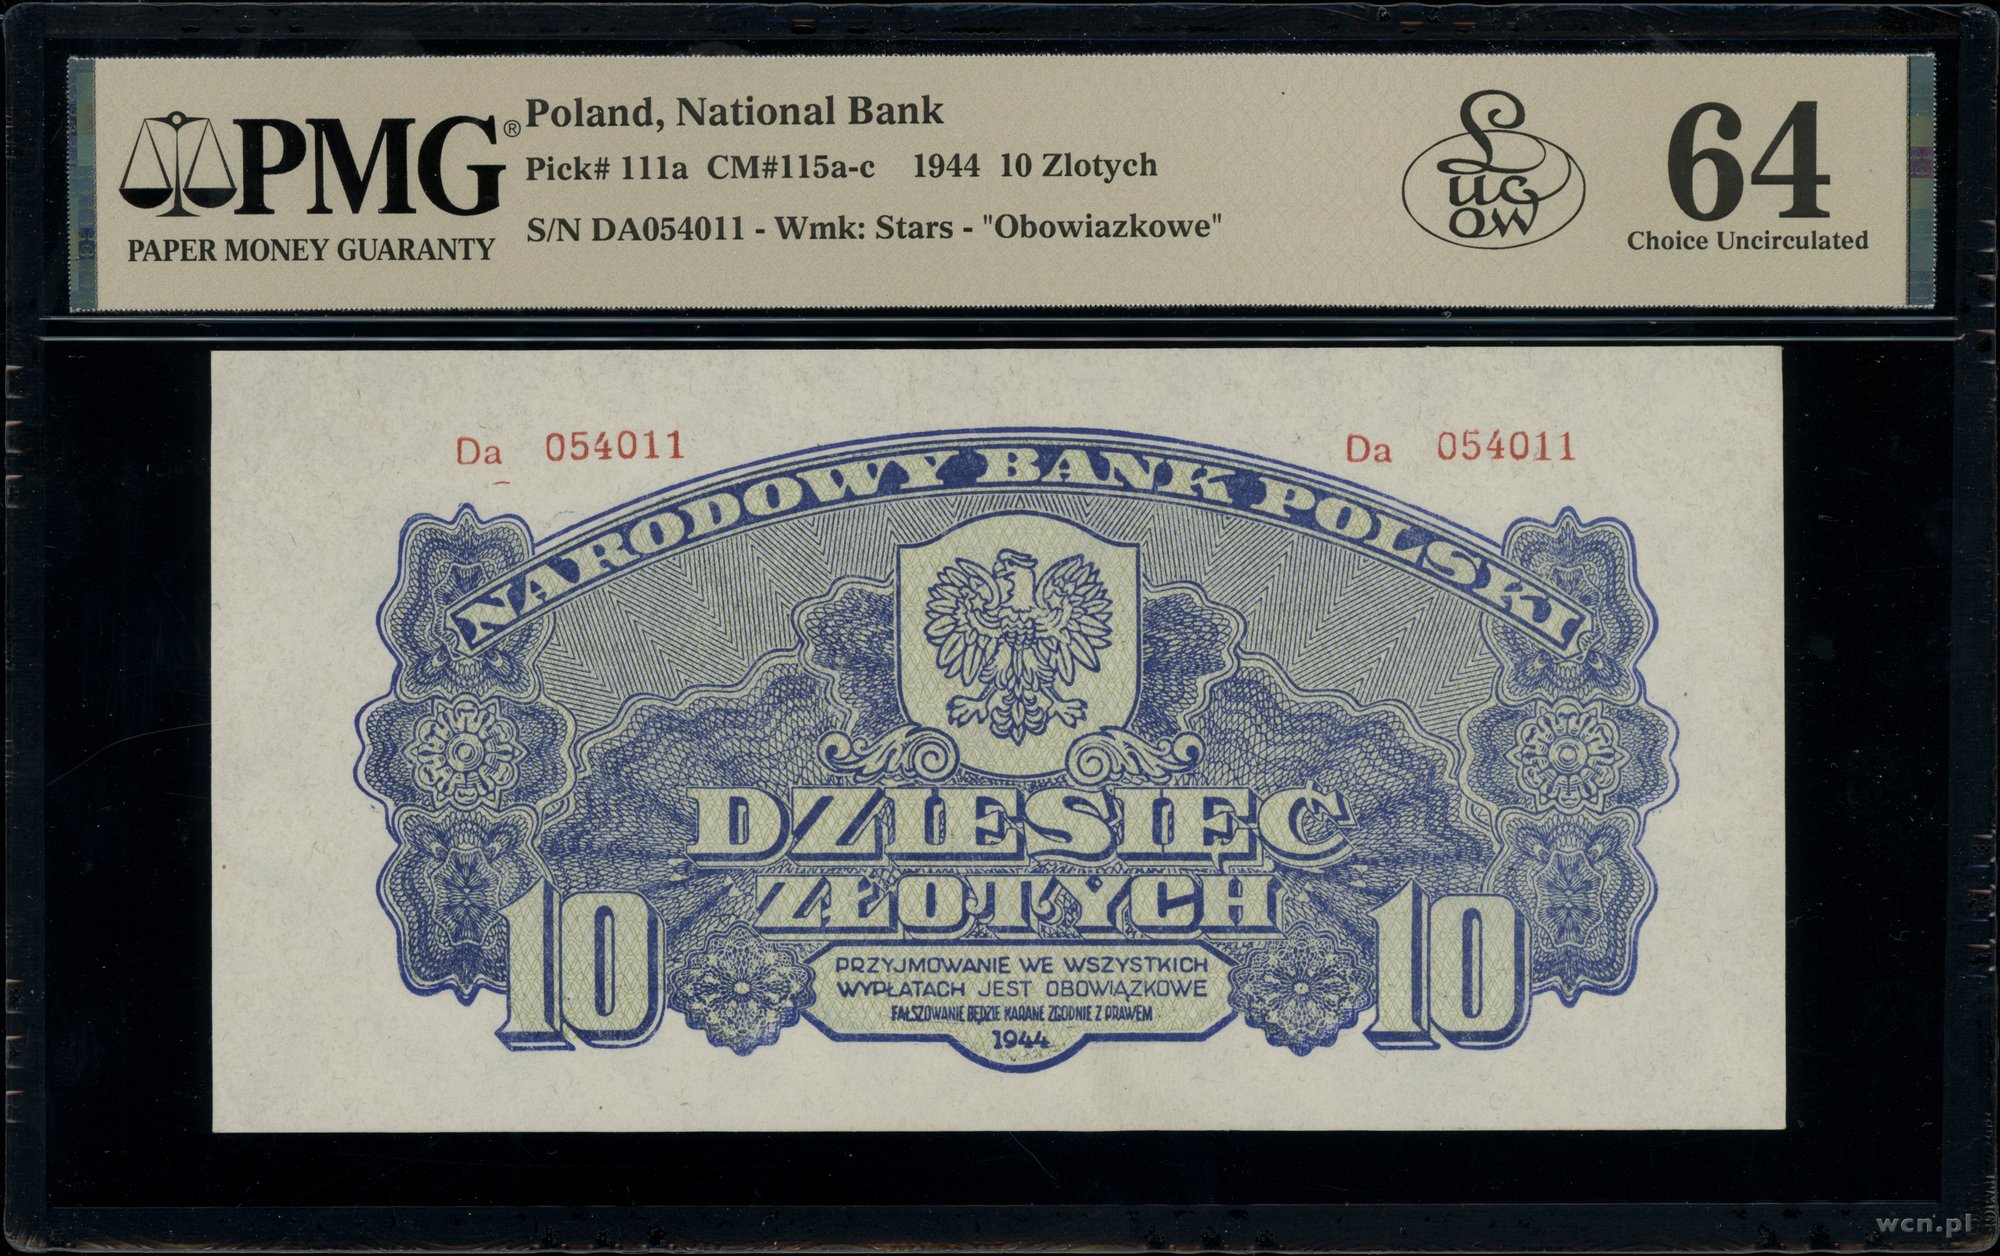 PMG®
PAPER MONEY GUARANTY
Poland, National Bank
Pick# 111a CM#115a-c 1944 10 Zlotych
S/N DA054011 - Wmk: Stars - "Obowiazkowe"
Lucow
64
Choice Uncirculated
Da 054011
Da 054011
NARODOWY BANK POLSKI
DZIESIĘĆ
ZŁOTYCH
10
10
PRZYJMOWANIE WE WSZYSTKICH
WYPŁATACH JEST OBOWIĄZKOWE
FAŁSZOWANIE BĘDZIE KARANE ZGODNIE Z PRAWEM
1944
wcn.pl